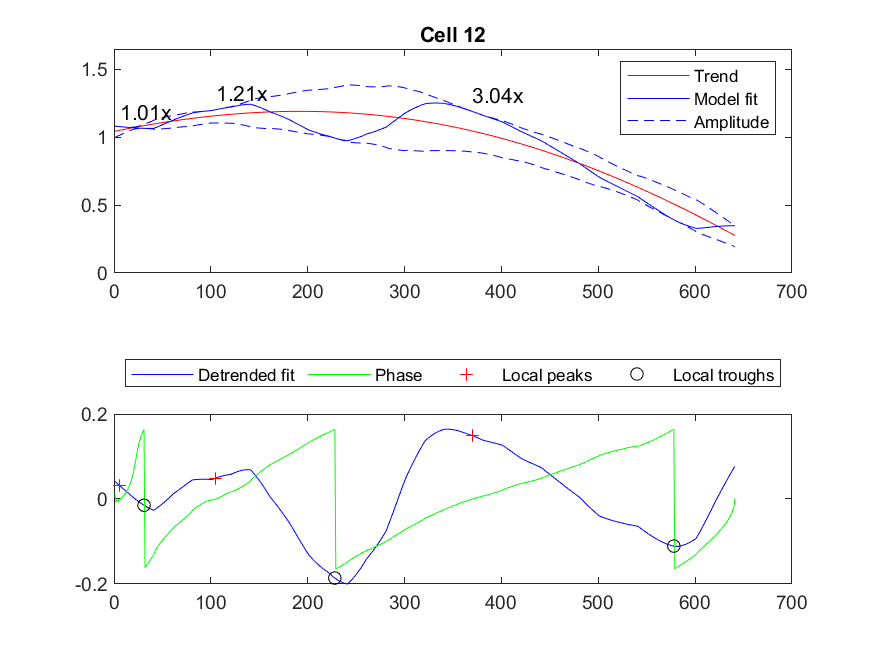 Cell 12
1.5
1
0.5
0
1.01x
1.21x
3.04x
Trend
Model fit
Amplitude
0 100 200 300 400 500 600 700
Detrended fit Phase Local peaks Local troughs
0.2
0
-0.2
0 100 200 300 400 500 600 700